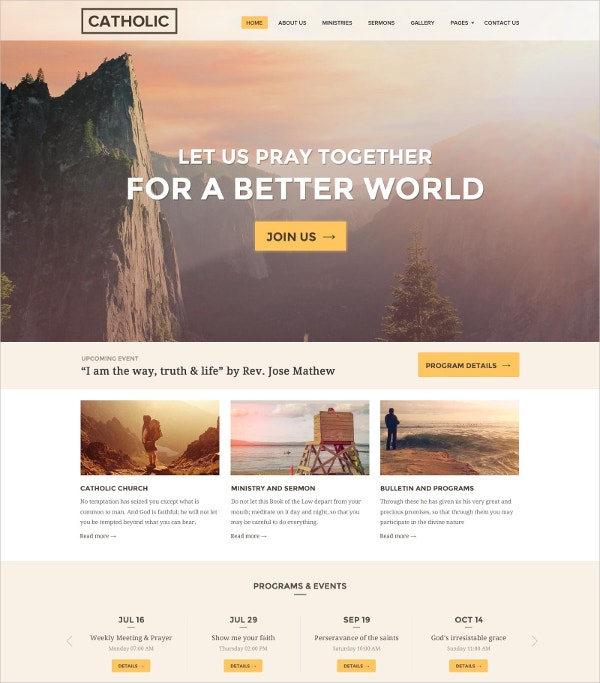 CATHOLIC
HOME ABOUT US MINISTRIES SERMONS GALLERY PAGES CONTACT US
LET US PRAY TOGETHER
FOR A BETTER WORLD
JOIN US →
UPCOMING EVENT
“I am the way, truth & life” by Rev. Jose Mathew
PROGRAM DETAILS →
CATHOLIC CHURCH
No temptation has seized you except what is
common to man. And God is faithful; he will not let
you be tempted beyond what you can bear.
Read more →
MINISTRY AND SERMON
Do not let this Book of the Law depart from your
mouth; meditate on it day and night, so that you
may be careful to do everything.
Read more →
BULLETIN AND PROGRAMS
Through these he has given us his very great and
precious promises, so that through them you may
participate in the divine nature
Read more →
PROGRAMS & EVENTS
JUL 16
Weekly Meeting & Prayer
Monday 07:00 AM
DETAILS →
JUL 29
Show me your faith
Thursday 02:00 PM
DETAILS →
SEP 19
Perseravance of the saints
Saturday 10:00 AM
DETAILS →
OCT 14
God's irresistable grace
Sunday 11:00 AM
DETAILS →